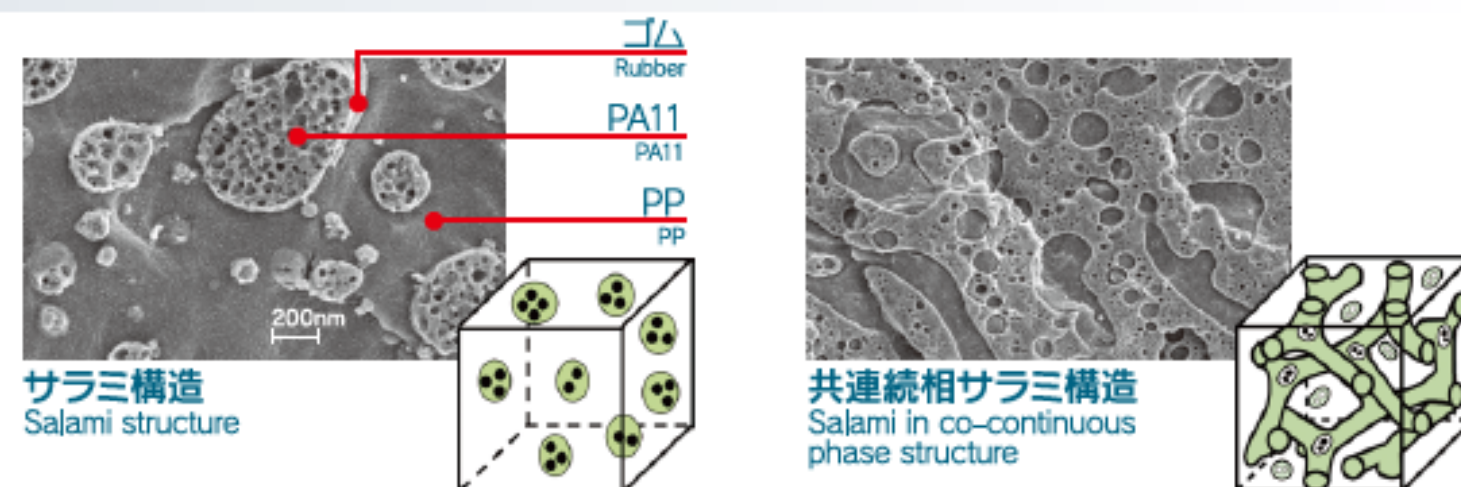 ゴム
Rubber
PA11
PA11
PP
PP
200nm
サラミ構造
Salami structure
共連続相サラミ構造
Salami in co-continuous
phase structure